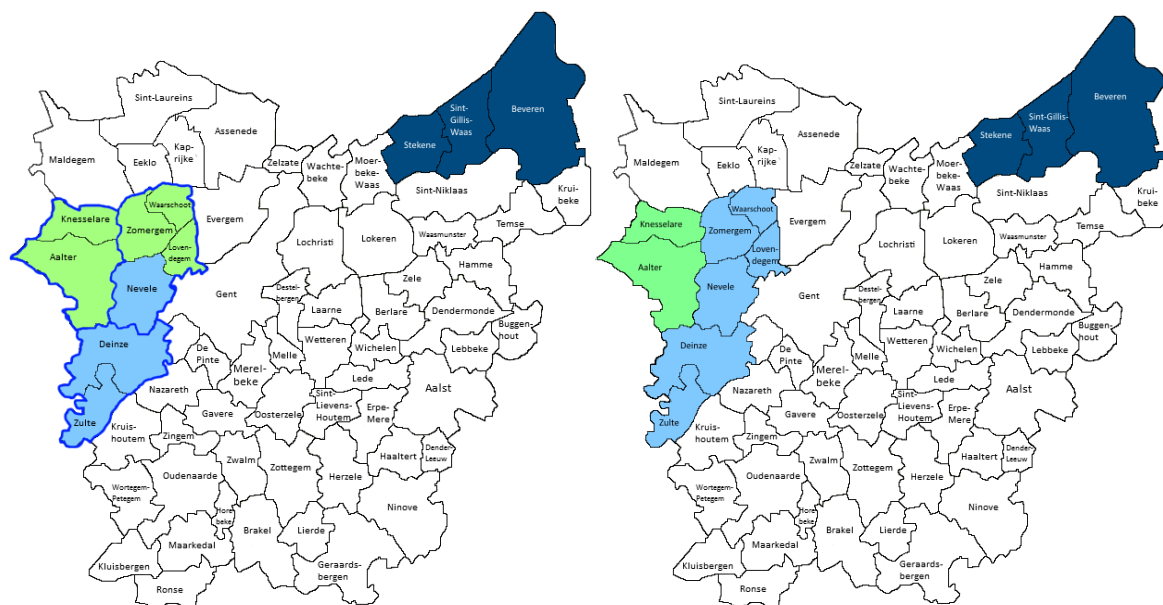 Sint-Laureins
Assenede
Maldegem
Eeklo
Kap-
rijke
Zelzate
Wachte-
beke
Moer-
beke-
Waas
Stekene
Sint-
Gillis-
Waas
Beveren
Sint-Niklaas
Krui-
beke
Temse
Waasmunster
Knesselare
Waarschoot
Zomergem
Loven-
degem
Evergem
Aalter
Nevele
Lochristi
Lokeren
Hamme
Zele
Gent
Destel-
bergen
Laarne
Berlare
Dendermonde
Buggen-
hout
Deinze
De
Pinte
Melle
Wetteren
Wichelen
Lebbeke
Merel-
beke
Nazareth
Lede
Aalst
Zulte
Kruis-
houtem
Gavere
Oosterzele
Sint-
Lievens-
Houtem
Erpe-
Mere
Zingem
Zwalm
Zottegem
Haaltert
Dender-
Leeuw
Oudenaarde
Herzele
Wortegem-
Petegem
Hore
beke
Ninove
Brakel
Lierde
Maarkedal
Kluisbergen
Geraards-
bergen
Ronse
Sint-Laureins
Assenede
Maldegem
Eeklo
Kap-
rijke
Zelzate
Wachte-
beke
Moer-
beke-
Waas
Stekene
Sint-Gillis-
Waas
Beveren
Sint-Niklaas
Krui-
beke
Temse
Waasmunster
Knesselare
Waarschoot
Zomergem
Loven-
degem
Evergem
Aalter
Nevele
Lochristi
Lokeren
Hamme
Zele
Gent
Destel-
bergen
Laarne
Berlare
Dendermonde
Buggen-
hout
Deinze
De
Pinte
Melle
Wetteren
Wichelen
Lebbeke
Merel-
beke
Nazareth
Lede
Aalst
Zulte
Kruis-
houtem
Gavere
Oosterzele
Sint-
Lievens-
Houtem
Erpe-
Mere
Zingem
Zwalm
Zottegem
Haaltert
Dender-
Leeuw
Oudenaarde
Herzele
Wortegem-
Petegem
Hore
beke
Ninove
Brakel
Lierde
Maarkedal
Kluisbergen
Geraards-
bergen
Ronse